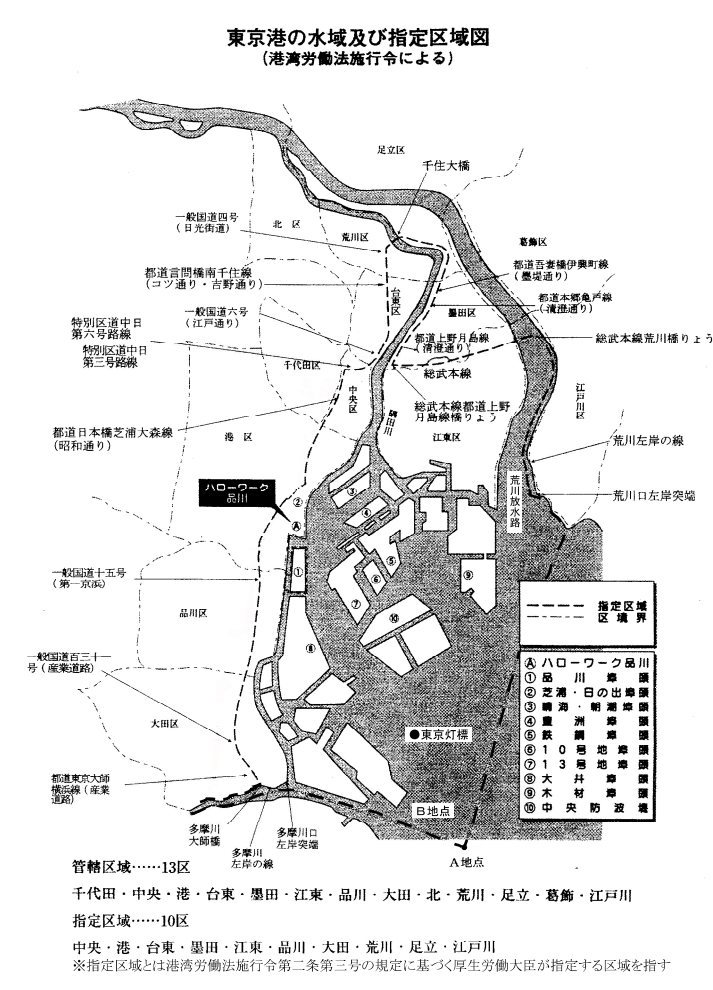 東京港の水域及び指定区域図
(港湾労働法施行令による)
足立区
千住大橋
一般国道四号
(日光街道)
北区
荒川区
葛飾区
都道吾妻橋伊興町線
(墨堤通り)
都道言問橋南千住線
(コツ通り・吉野通り)
台東区
墨田区
都道本郷亀戸線
(清澄通り)
一般国道六号
(江戸通り)
特別区道中日
第六号路線
特別区道中日
第三号路線
都道上野月島線
(清澄通り)
総武本線荒川橋りょう
千代田区
総武本線
中央区
江戸川区
総武本線都道上野
月島線橋りょう
隅田川
都道日本橋芝浦大森線
(昭和通り)
港区
江東区
荒川左岸の線
ハローワーク
品川
荒川放水路
荒川口左岸突端
②
Ⓐ
③
④
①
⑤
⑥
⑦
⑨
⑩
⑧
一般国道十五号
(第一京浜)
品川区
一般国道百三十一
号(産業道路)
大田区
都道東京大師
横浜線(産業
道路)
●東京灯標
B地点
A地点
多摩川
大師橋
多摩川
左岸の線
多摩川口
左岸突端
指定区域
区境界
Ⓐハローワーク品川
①品川埠頭
②芝浦・日の出埠頭
③晴海・朝潮埠頭
④豊洲埠頭
⑤鉄鋼埠頭
⑥10号地埠頭
⑦13号地埠頭
⑧大井埠頭
⑨木材埠頭
⑩中央防波堤
管轄区域……13区
千代田・中央・港・台東・墨田・江東・品川・大田・北・荒川・足立・葛飾・江戸川
指定区域……10区
中央・港・台東・墨田・江東・品川・大田・荒川・足立・江戸川
※指定区域とは港湾労働法施行令第二条第三号の規定に基づく厚生労働大臣が指定する区域を指す